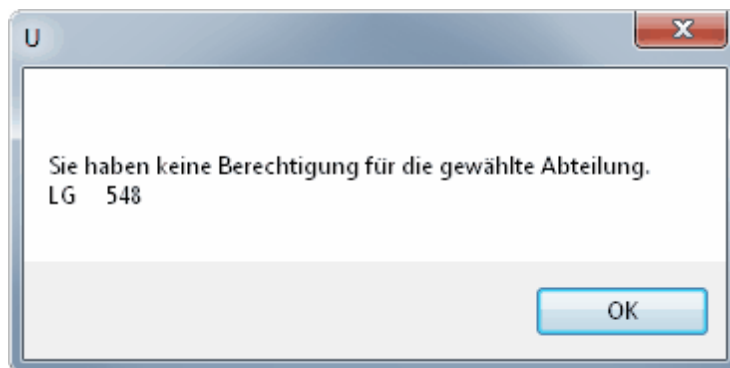 U
Sie haben keine Berechtigung für die gewählte Abteilung.
LG 548
OK